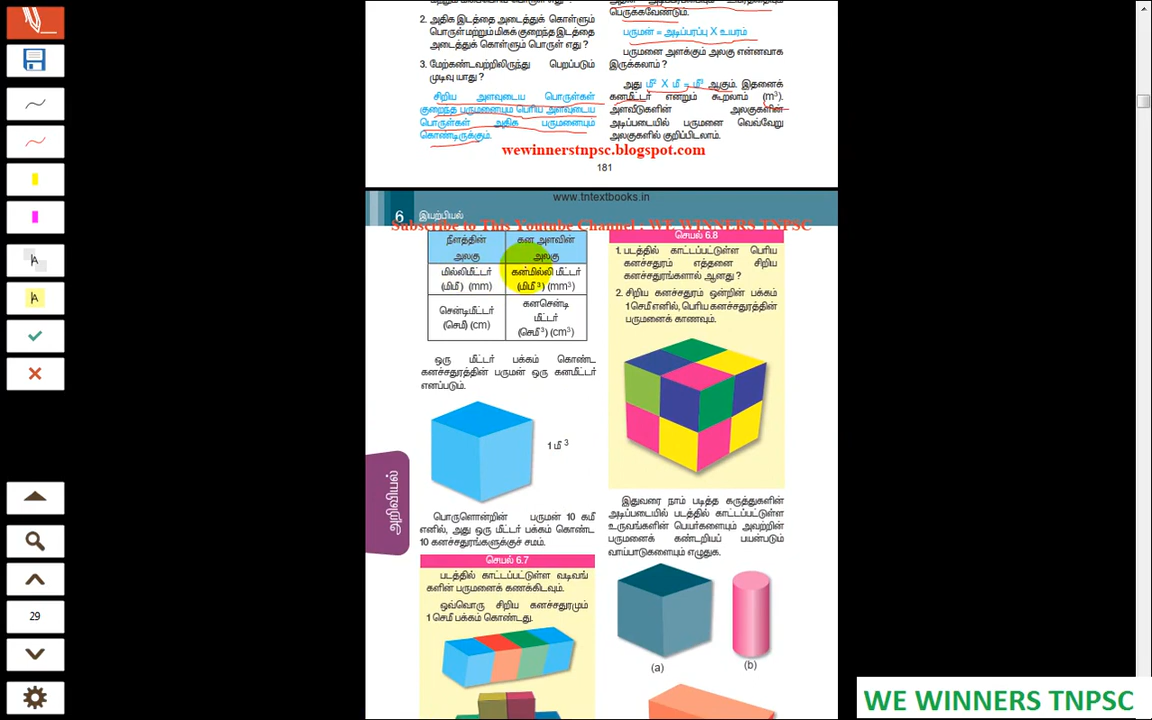 2. அதிக இடத்தை அடைத்துக் கொள்ளும்
பொருள் மற்றும் மிகக் குறைந்த இடத்தை
அடைத்துக் கொள்ளும் பொருள் எது ?
3. மேற்கண்டவற்றிலிருந்து பெறப்படும்
முடிவு யாது ?
சிறிய அளவுடைய பொருள்கள்
குறைந்த பருமனையும் பெரிய அளவுடைய
பொருள்கள் அதிக பருமனையும்
கொண்டிருக்கும்.
பெருக்கவேண்டும்.
பருமன் = அடிப்பரப்பு X உயரம்
பருமனை அளக்கும் அலகு என்னவாக
இருக்கலாம் ?
அது மீ² X மீ = மீ³ ஆகும். இதனைக்
கனமீட்டர் என்றும் கூறலாம் (m³).
அளவீடுகளின் அலகுகளின்
அடிப்படையில் பருமனை வெவ்வேறு
அலகுகளில் குறிப்பிடலாம்.
wewinnerstnpsc.blogspot.com
181
www.tntextbooks.in
6 இயற்பியல்
Subscribe to This Youtube Channel : WE WINNERS TNPSC
நீளத்தின்
அலகு
கன அளவின்
அலகு
மில்லிமீட்டர்
(மிமீ) (mm)
கன்மில்லி மீட்டர்
(மிமீ ³) (mm³)
சென்டிமீட்டர்
(செமி) (cm)
கனசென்டி
மீட்டர்
(செமீ ³) (cm³)
ஒரு மீட்டர் பக்கம் கொண்ட
கனச்சதுரத்தின் பருமன் ஒரு கனமீட்டர்
எனப்படும்.
1 மீ ³
பொருளொன்றின் பருமன் 10 கமீ
எனில், அது ஒரு மீட்டர் பக்கம் கொண்ட
10 கனச்சதுரங்களுக்குச் சமம்.
செயல் 6.7
படத்தில் காட்டப்பட்டுள்ள வடிவங்
களின் பருமனைக் கணக்கிடவும்.
ஒவ்வொரு சிறிய கனச்சதுரமும்
1 செமீ பக்கம் கொண்டது.
செயல் 6.8
1. படத்தில் காட்டப்பட்டுள்ள பெரிய
கனச்சதுரம் எத்தனை சிறிய
கனச்சதுரங்களால் ஆனது ?
2. சிறிய கனச்சதுரம் ஒன்றின் பக்கம்
1 செமீ எனில், பெரிய கனச்சதுரத்தின்
பருமனைக் காணவும்.
இதுவரை நாம் படித்த கருத்துகளின்
அடிப்படையில் படத்தில் காட்டப்பட்டுள்ள
உருவங்களின் பெயர்களையும் அவற்றின்
பருமனைக் கண்டறியப் பயன்படும்
வாய்பாடுகளையும் எழுதுக.
(a)
(b)
அறிவியல்
A
A
29
WE WINNERS TNPSC